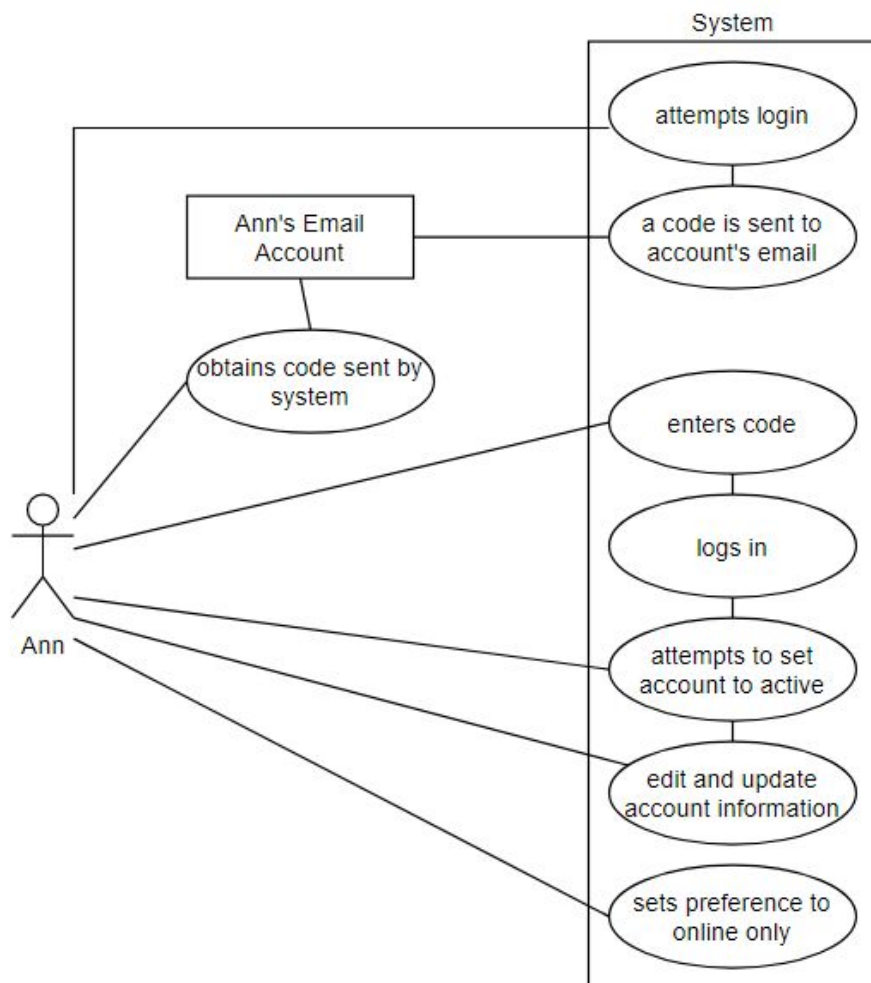 System
attempts login
Ann's Email
Account
a code is sent to
account's email
obtains code sent by
system
enters code
logs in
Ann
attempts to set
account to active
edit and update
account information
sets preference to
online only